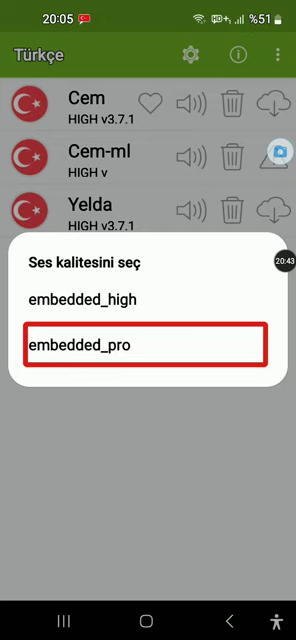 20:05 %51
Türkçe
Cem
HIGH v3.7.1
Cem-ml
HIGH v
Yelda
HIGH v3.7.1
Ses kalitesini seç
20:43
embedded_high
embedded_pro